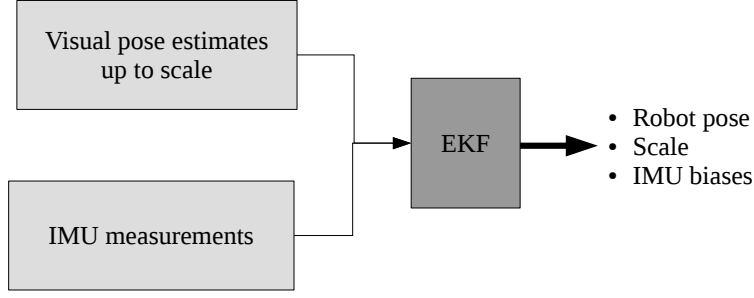 Visual pose estimates
up to scale
IMU measurements
EKF
• Robot pose
• Scale
• IMU biases